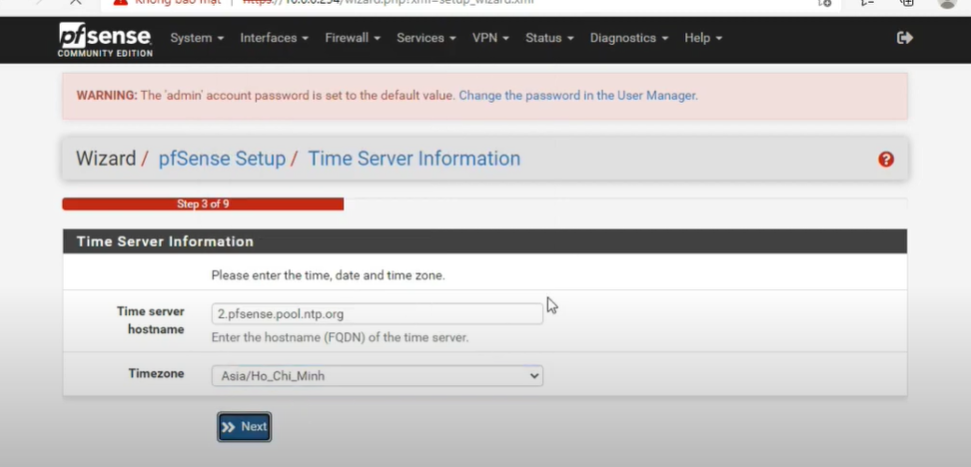 Không bảo mật | https://10.0.0.254/wizard.php?xml=setup_wizard.xml
pfsense
COMMUNITY EDITION
System Interfaces Firewall Services VPN Status Diagnostics Help
WARNING: The 'admin' account password is set to the default value. Change the password in the User Manager.
Wizard / pfSense Setup / Time Server Information
Step 3 of 9
Time Server Information
Please enter the time, date and time zone.
Time server hostname
2.pfsense.pool.ntp.org
Enter the hostname (FQDN) of the time server.
Timezone
Asia/Ho_Chi_Minh
Next